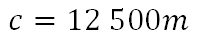 c = 12 500m